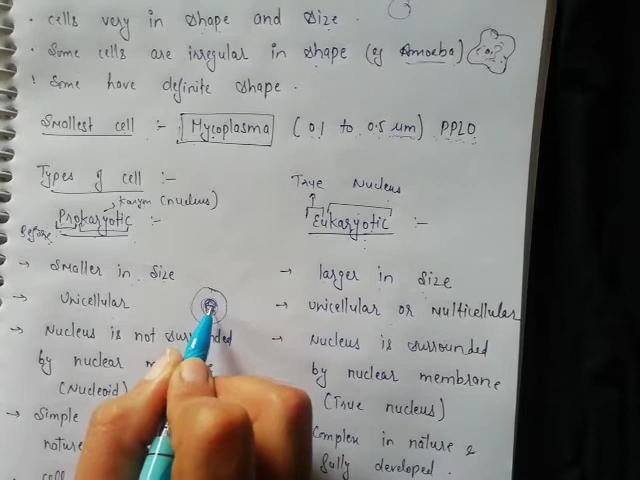 . cells very in shape and size .
. Some cells are irregular in shape (eg Amoeba)
. Some have definite shape .
Smallest cell :- Mycoplasma (0.1 to 0.5 μm) PPLO
Types of cell :-
karyon (nucleus)
Before
Prokaryotic :-
→ Smaller in size
→ Unicellular
→ Nucleus is not surrounded
by nuclear
(Nucleoid)
→ Simple
nature
→ cell
True Nucleus
Eukaryotic :-
→ larger in size
→ Unicellular or Multicellular
→ Nucleus is surrounded
by nuclear membrane
(True nucleus)
Complex in nature &
fully developed .